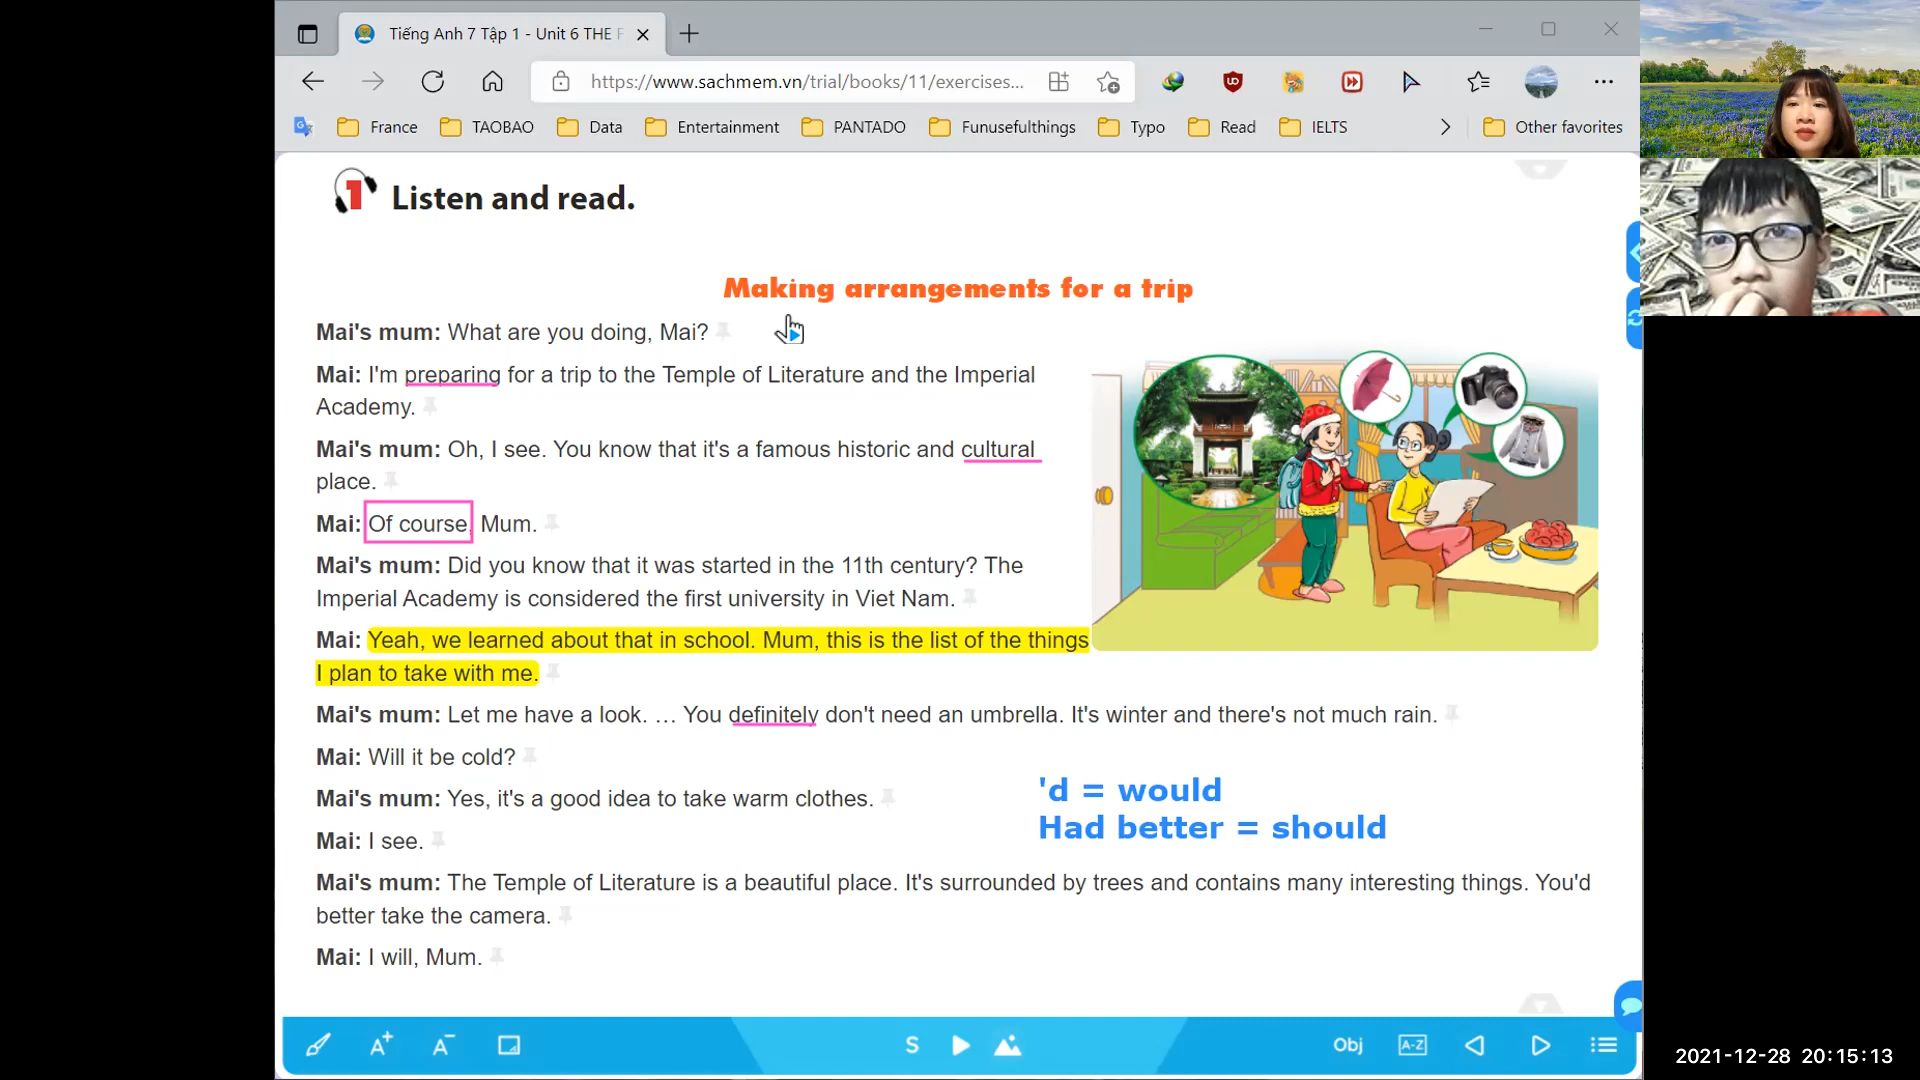 Tiếng Anh 7 Tập 1 - Unit 6 THE F
https://www.sachmem.vn/trial/books/11/exercises...
France
TAOBAO
Data
Entertainment
PANTADO
Funusefulthings
Typo
Read
IELTS
Other favorites
1 Listen and read.
Making arrangements for a trip
Mai's mum: What are you doing, Mai?
Mai: I'm preparing for a trip to the Temple of Literature and the Imperial
Academy.
Mai's mum: Oh, I see. You know that it's a famous historic and cultural
place.
Mai: Of course, Mum.
Mai's mum: Did you know that it was started in the 11th century? The
Imperial Academy is considered the first university in Viet Nam.
Mai: Yeah, we learned about that in school. Mum, this is the list of the things
I plan to take with me.
Mai's mum: Let me have a look. … You definitely don't need an umbrella. It's winter and there's not much rain.
Mai: Will it be cold?
Mai's mum: Yes, it's a good idea to take warm clothes.
'd = would
Had better = should
Mai: I see.
Mai's mum: The Temple of Literature is a beautiful place. It's surrounded by trees and contains many interesting things. You'd
better take the camera.
Mai: I will, Mum.
A+
A-
S
Obj
A-Z
2021-12-28 20:15:13